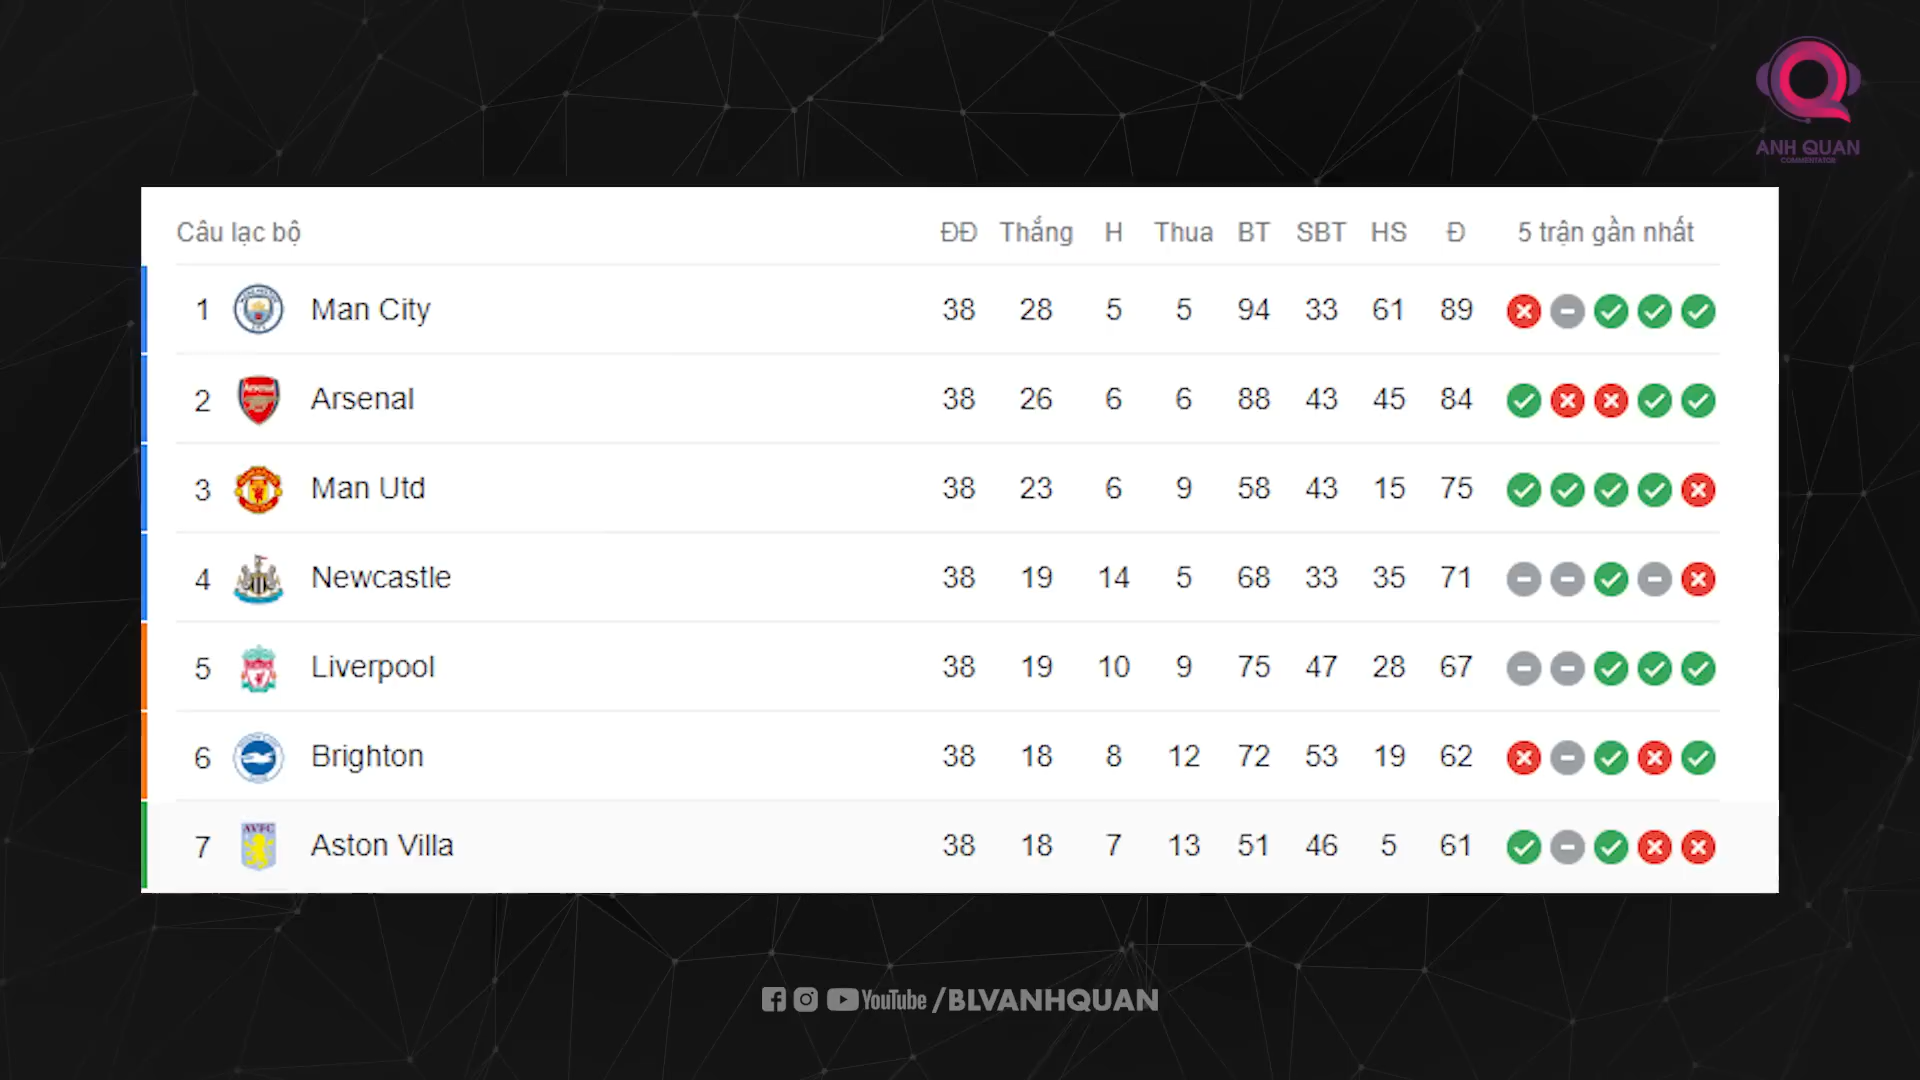 ANH QUAN
COMMENTATOR
Câu lạc bộ ĐĐ Thắng H Thua BT SBT HS Đ 5 trận gần nhất
1 Man City 38 28 5 5 94 33 61 89
2 Arsenal 38 26 6 6 88 43 45 84
3 Man Utd 38 23 6 9 58 43 15 75
4 Newcastle 38 19 14 5 68 33 35 71
5 Liverpool 38 19 10 9 75 47 28 67
6 Brighton 38 18 8 12 72 53 19 62
7 Aston Villa 38 18 7 13 51 46 5 61
YouTube /BLVANHQUAN